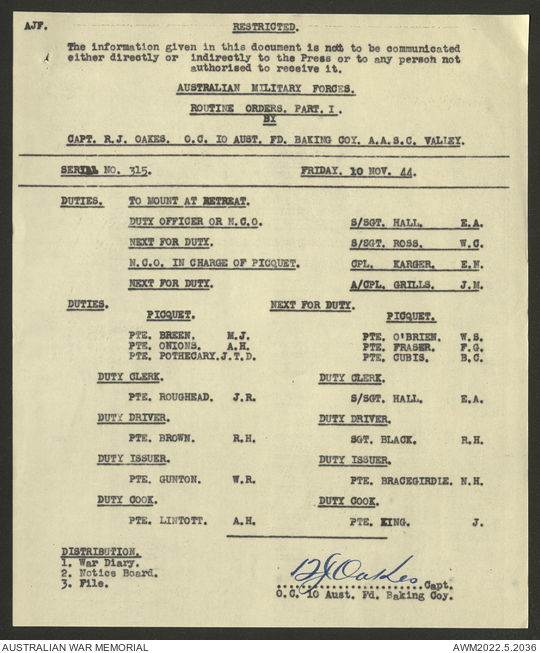 AJF.
RESTRICTED.
The information given in this document is not to be communicated
either directly or indirectly to the Press or to any person not
authorised to receive it.
AUSTRALIAN MILITARY FORCES.
ROUTINE ORDERS. PART.I.
BY
CAPT. R.J. OAKES. O.C. 10 AUST. FD. BAKING COY. A.A.S.C. VALLEY.
SERIAL NO. 315. FRIDAY. 10 NOV. 44.
DUTIES. TO MOUNT AT RETREAT.
DUTY OFFICER OR N.C.O. S/SGT. HALL. E.A.
NEXT FOR DUTY. S/SGT. ROSS. W.C.
N.C.O. IN CHARGE OF PICQUET. CPL. KARGER. E.N.
NEXT FOR DUTY. A/CPL. GRILLS. J.M.
DUTIES. NEXT FOR DUTY.
PICQUET. PICQUET.
PTE. BREEN. M.J. PTE. O'BRIEN. W.S.
PTE. ONIONS. A.H. PTE. FRASER. F.G.
PTE. POTHECARY.J.T.D. PTE. CUBIS. B.C.
DUTY CLERK. DUTY CLERK.
PTE. ROUGHEAD. J.R. S/SGT. HALL. E.A.
DUTY DRIVER. DUTY DRIVER.
PTE. BROWN. R.H. SGT. BLACK. R.H.
DUTY ISSUER. DUTY ISSUER.
PTE. GUNTON. W.R. PTE. BRACEGIRDLE. N.H.
DUTY COOK. DUTY COOK.
PTE. LINTOTT. A.H. PTE. KING. J.
DISTRIBUTION.
1. War Diary.
2. Notice Board.
3. File.
RJOakes
........................Capt.
O.C. 10 Aust. Fd. Baking Coy.
AUSTRALIAN WAR MEMORIAL AWM2022.5.2036